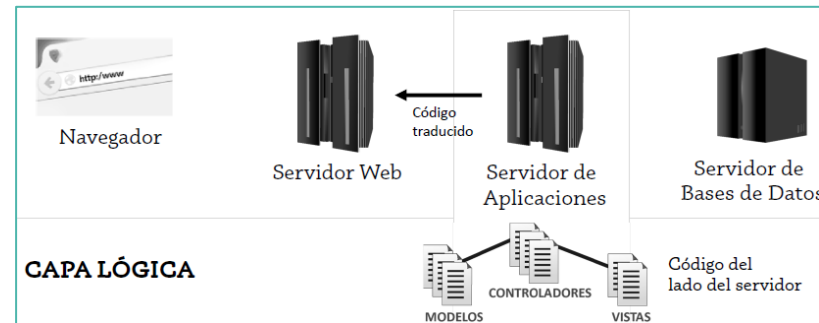 http:/www
Navegador
Servidor Web
Código
traducido
Servidor de
Aplicaciones
Servidor de
Bases de Datos
CAPA LÓGICA
MODELOS
CONTROLADORES
VISTAS
Código del
lado del servidor